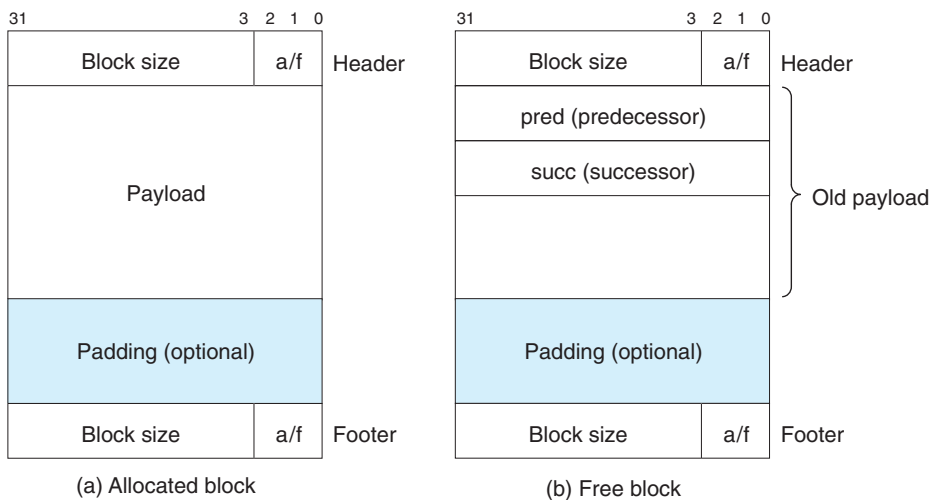 31 3 2 1 0
Block size a/f Header
Payload
Padding (optional)
Block size a/f Footer
(a) Allocated block
31 3 2 1 0
Block size a/f Header
pred (predecessor)
succ (successor)
Old payload
Padding (optional)
Block size a/f Footer
(b) Free block